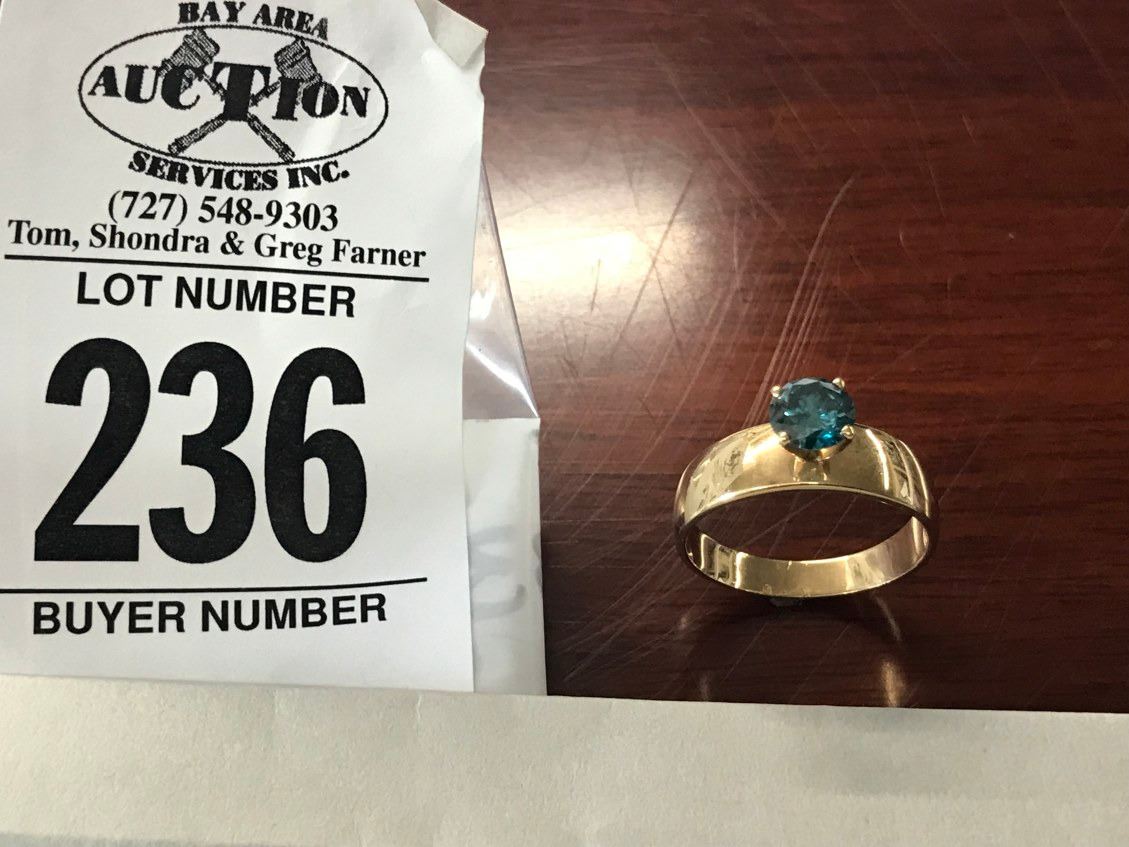 BAY AREA
AUCTION
SERVICES INC.
(727) 548-9303
Tom, Shondra & Greg Farner
LOT NUMBER
236
BUYER NUMBER